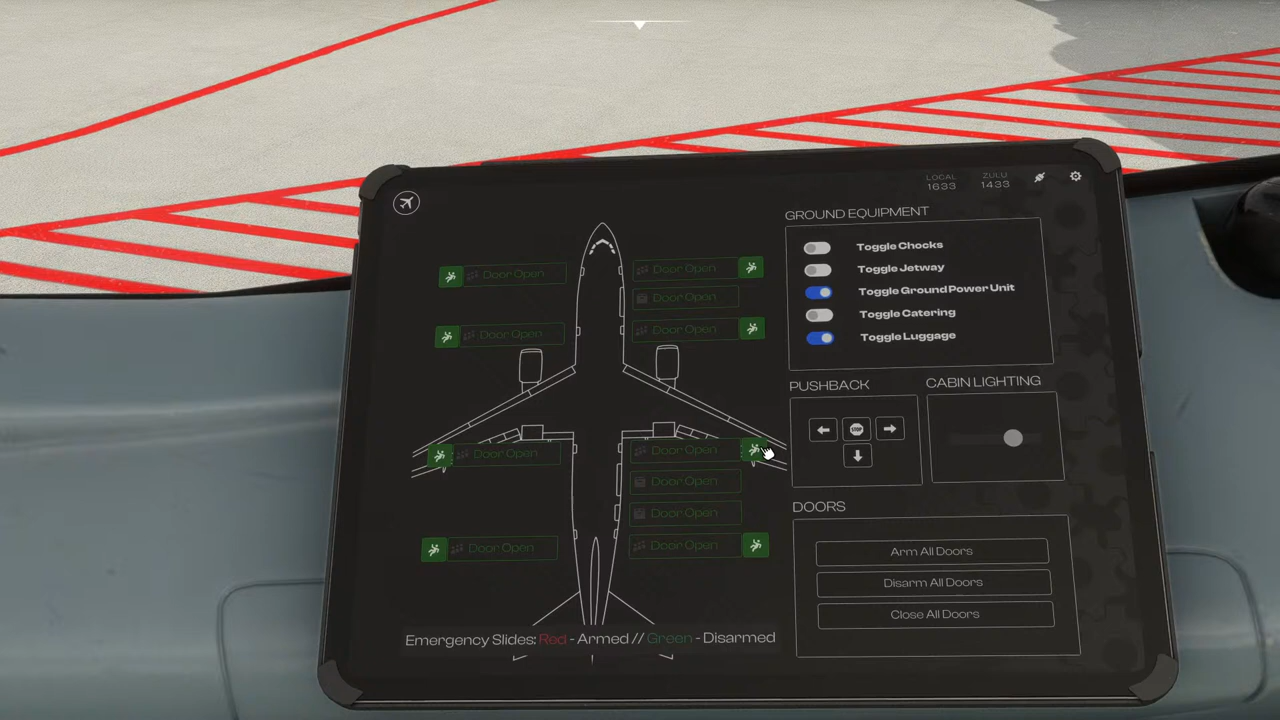 LOCAL ZULU
1633 1433
GROUND EQUIPMENT
Toggle Chocks
Toggle Jetway
Toggle Ground Power Unit
Toggle Catering
Toggle Luggage
Door Open Door Open
Door Open
Door Open Door Open
PUSHBACK CABIN LIGHTING
STOP
Door Open Door Open
Door Open
Door Open
Door Open Door Open
DOORS
Arm All Doors
Disarm All Doors
Close All Doors
Emergency Slides: Red - Armed // Green - Disarmed